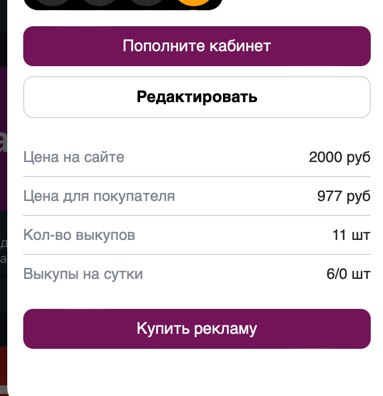 Пополните кабинет
Редактировать
Цена на сайте 2000 руб
Цена для покупателя 977 руб
Кол-во выкупов 11 шт
Выкупы на сутки 6/0 шт
Купить рекламу